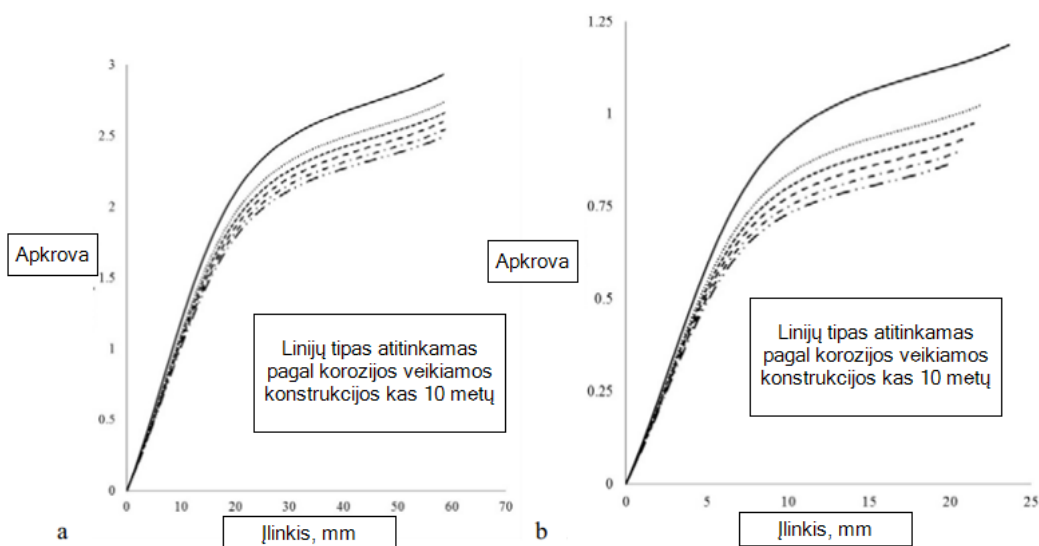 3
2.5
2
1.5
1
0.5
0
0
10
20
30
40
50
60
70
Apkrova
Linijų tipas atitinkamas
pagal korozijos veikiamos
konstrukcijos kas 10 metų
Įlinkis, mm
a
1.25
1
0.75
0.5
0.25
0
0
5
10
15
20
25
Apkrova
Linijų tipas atitinkamas
pagal korozijos veikiamos
konstrukcijos kas 10 metų
Įlinkis, mm
b